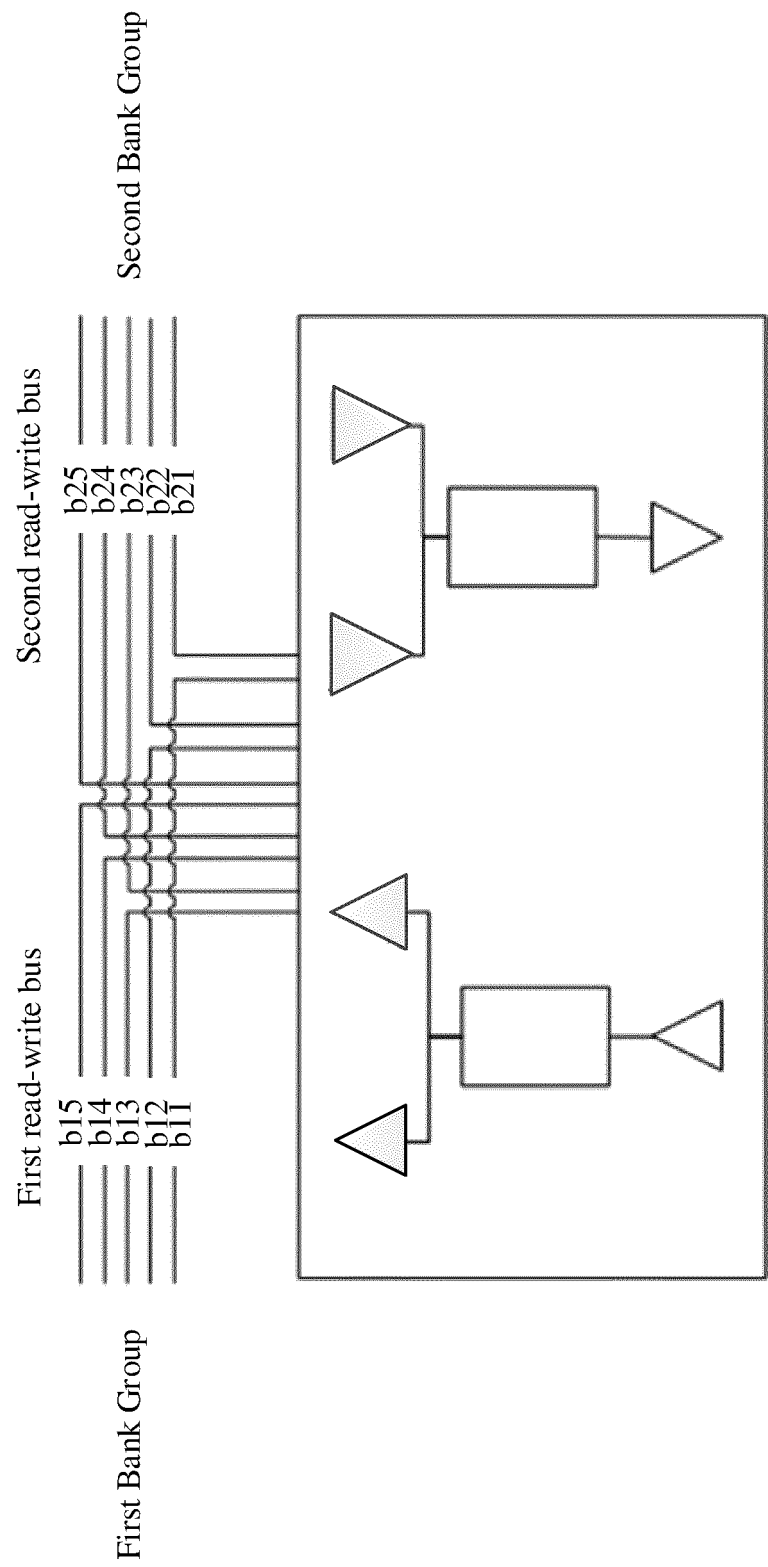 First read-write bus
Second read-write bus
First Bank Group
Second Bank Group
b15
b14
b13
b12
b11
b25
b24
b23
b22
b21